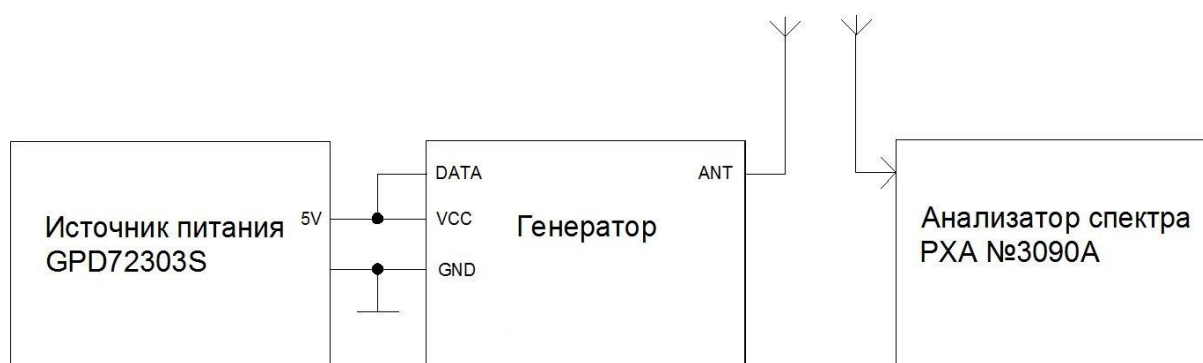 Источник питания
GPD72303S
5V
DATA
VCC
GND
ANT
Генератор
Анализатор спектра
PXA №3090A